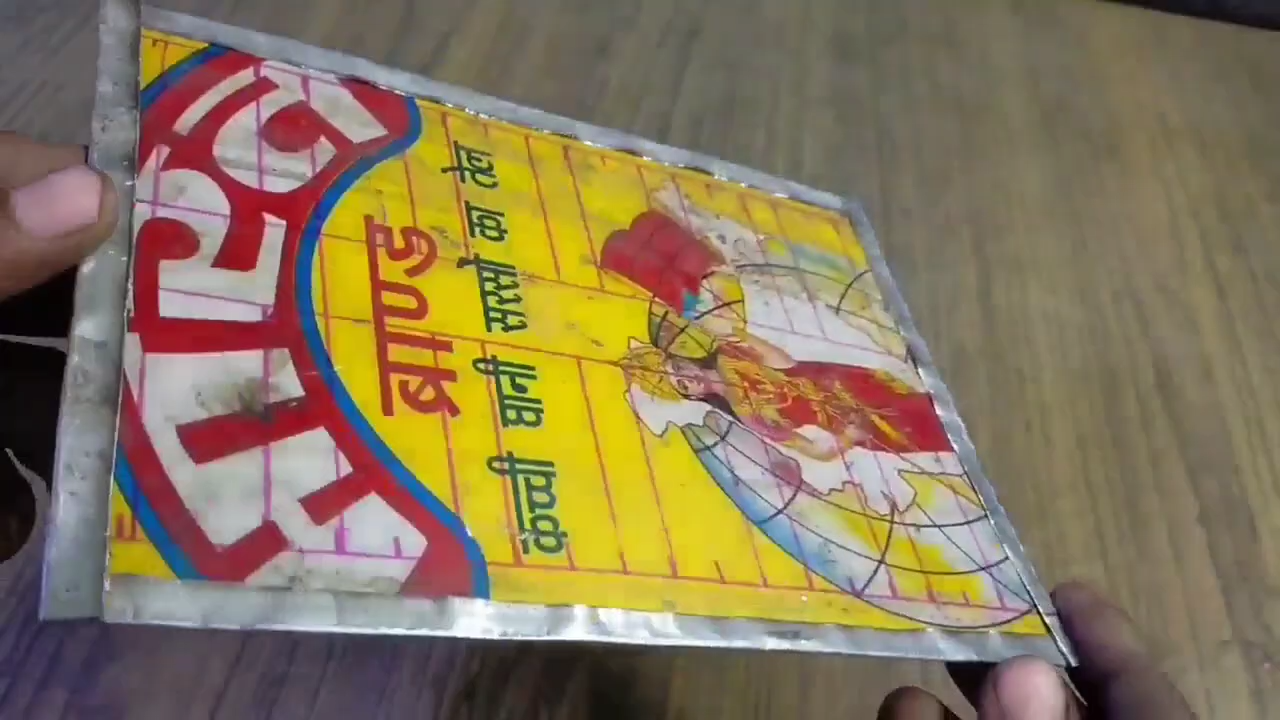 ब्राण्ड
कच्ची घानी सरसों का तेल